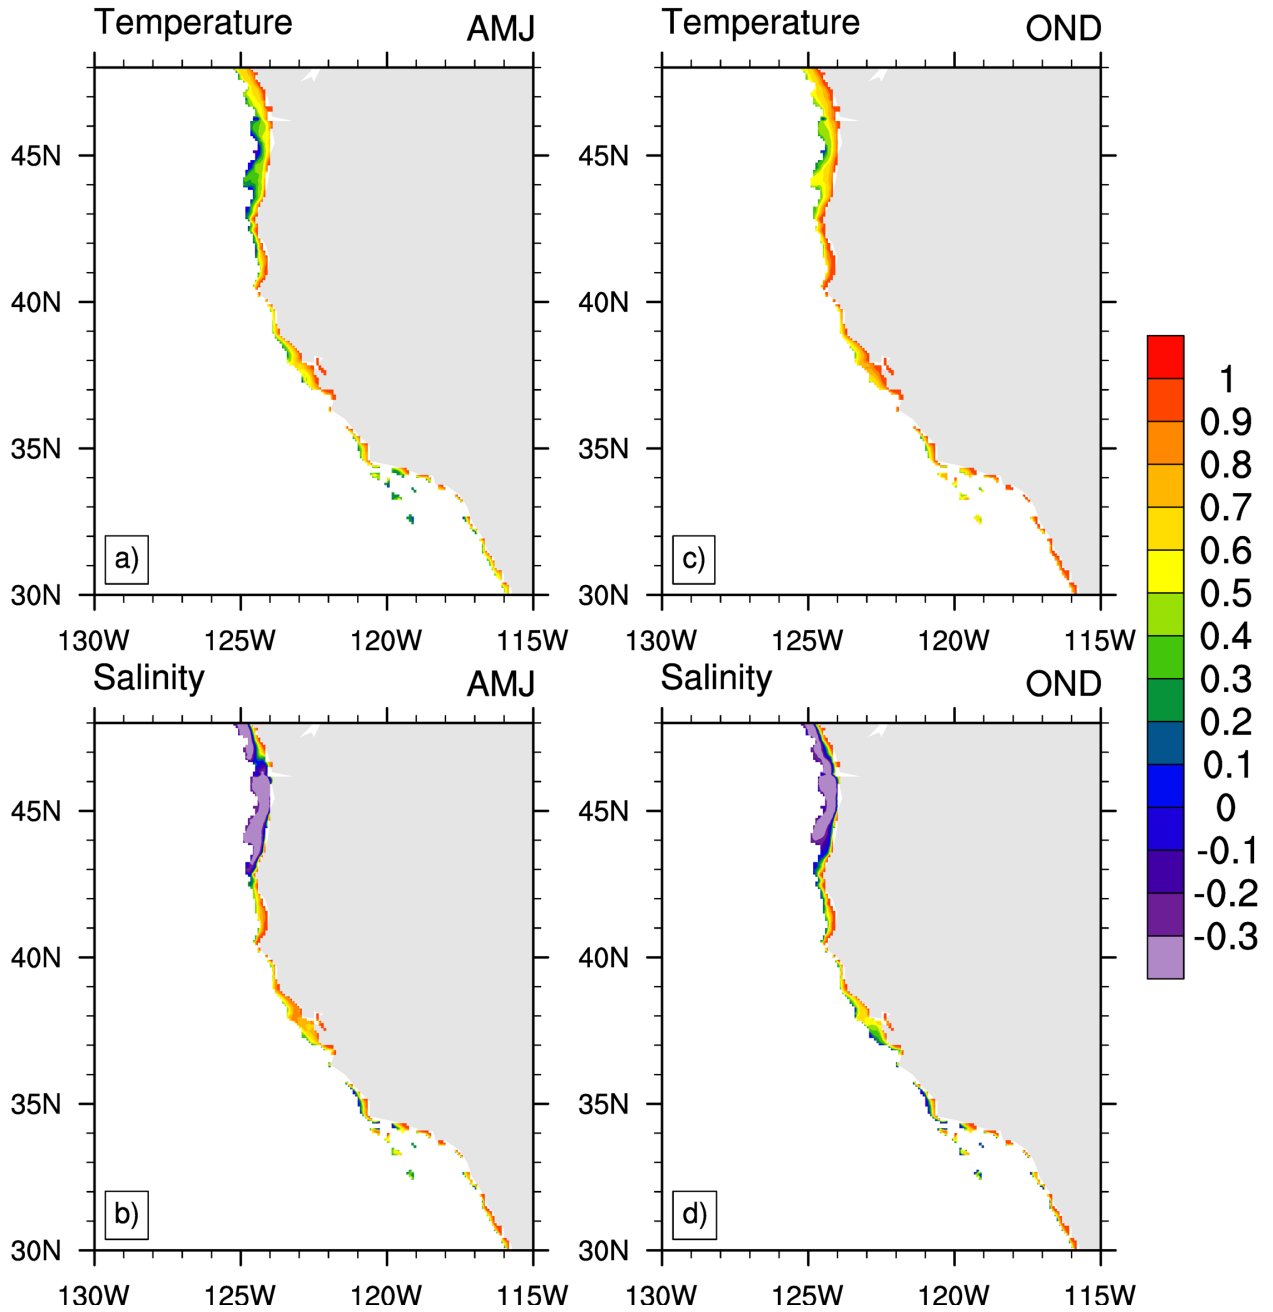 Temperature AMJ
45N
40N
35N
30N
130W 125W 120W 115W
a)
Temperature OND
45N
40N
35N
30N
130W 125W 120W 115W
c)
Salinity AMJ
45N
40N
35N
30N
130W 125W 120W 115W
b)
Salinity OND
45N
40N
35N
30N
130W 125W 120W 115W
d)
1
0.9
0.8
0.7
0.6
0.5
0.4
0.3
0.2
0.1
0
-0.1
-0.2
-0.3